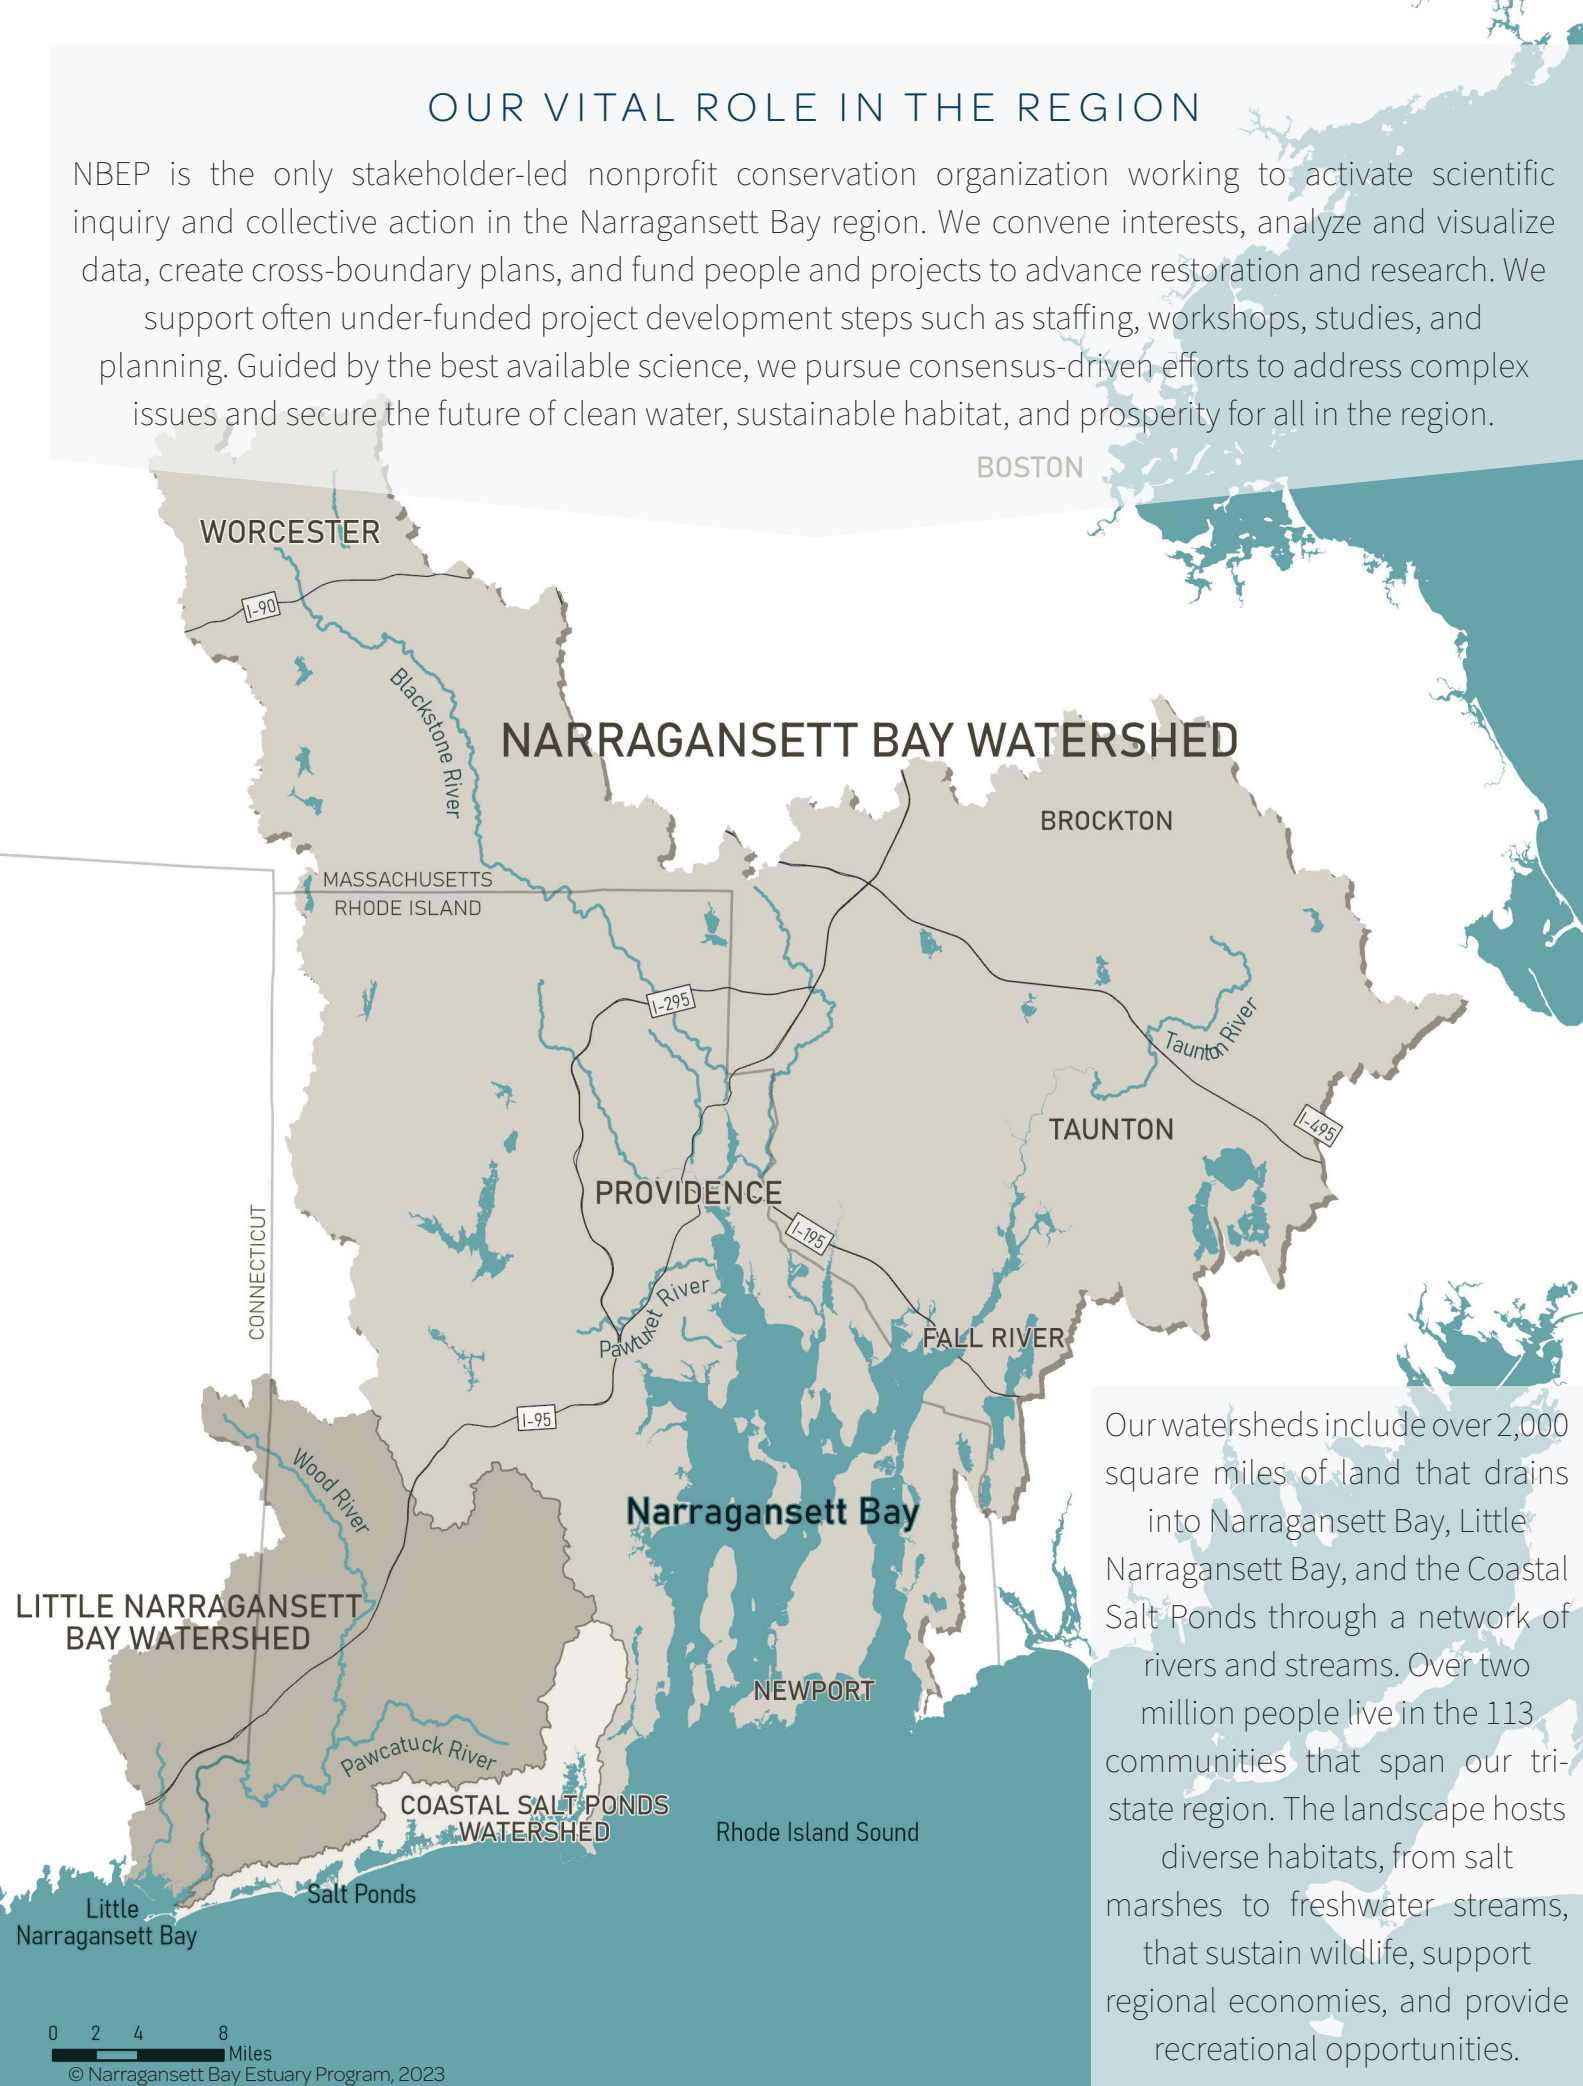 OUR VITAL ROLE IN THE REGION
NBEP is the only stakeholder-led nonprofit conservation organization working to activate scientific
inquiry and collective action in the Narragansett Bay region. We convene interests, analyze and visualize
data, create cross-boundary plans, and fund people and projects to advance restoration and research. We
support often under-funded project development steps such as staffing, workshops, studies, and
planning. Guided by the best available science, we pursue consensus-driven efforts to address complex
issues and secure the future of clean water, sustainable habitat, and prosperity for all in the region.
BOSTON
WORCESTER
I-90
Blackstone River
NARRAGANSETT BAY WATERSHED
BROCKTON
MASSACHUSETTS
RHODE ISLAND
I-295
Taunton River
TAUNTON
I-495
PROVIDENCE
I-195
CONNECTICUT
Pawtuxet River
FALL RIVER
I-95
Wood River
Narragansett Bay
LITTLE NARRAGANSETT
BAY WATERSHED
NEWPORT
Pawcatuck River
COASTAL SALT PONDS
WATERSHED
Rhode Island Sound
Salt Ponds
Little
Narragansett Bay
Our watersheds include over 2,000
square miles of land that drains
into Narragansett Bay, Little
Narragansett Bay, and the Coastal
Salt Ponds through a network of
rivers and streams. Over two
million people live in the 113
communities that span our tri-
state region. The landscape hosts
diverse habitats, from salt
marshes to freshwater streams,
that sustain wildlife, support
regional economies, and provide
recreational opportunities.
0 2 4 8
Miles
© Narragansett Bay Estuary Program, 2023